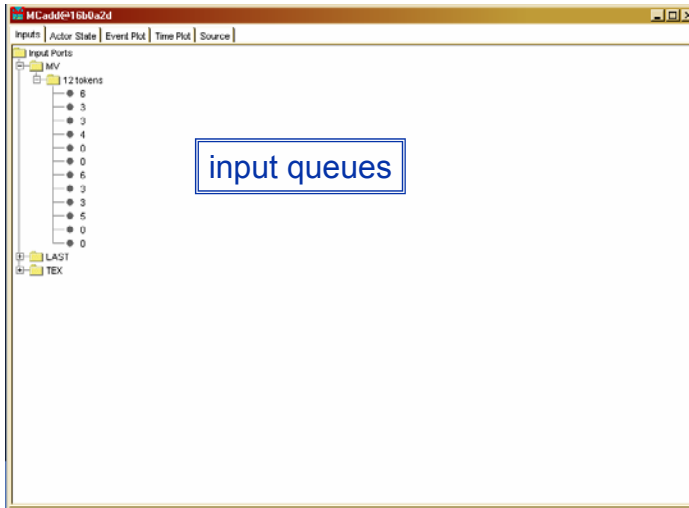 MCadd@16b0a2d
Inputs Actor State Event Plot Time Plot Source
Input Ports
MV
12 tokens
6
3
3
4
0
0
6
3
3
5
0
0
LAST
TEX
input queues